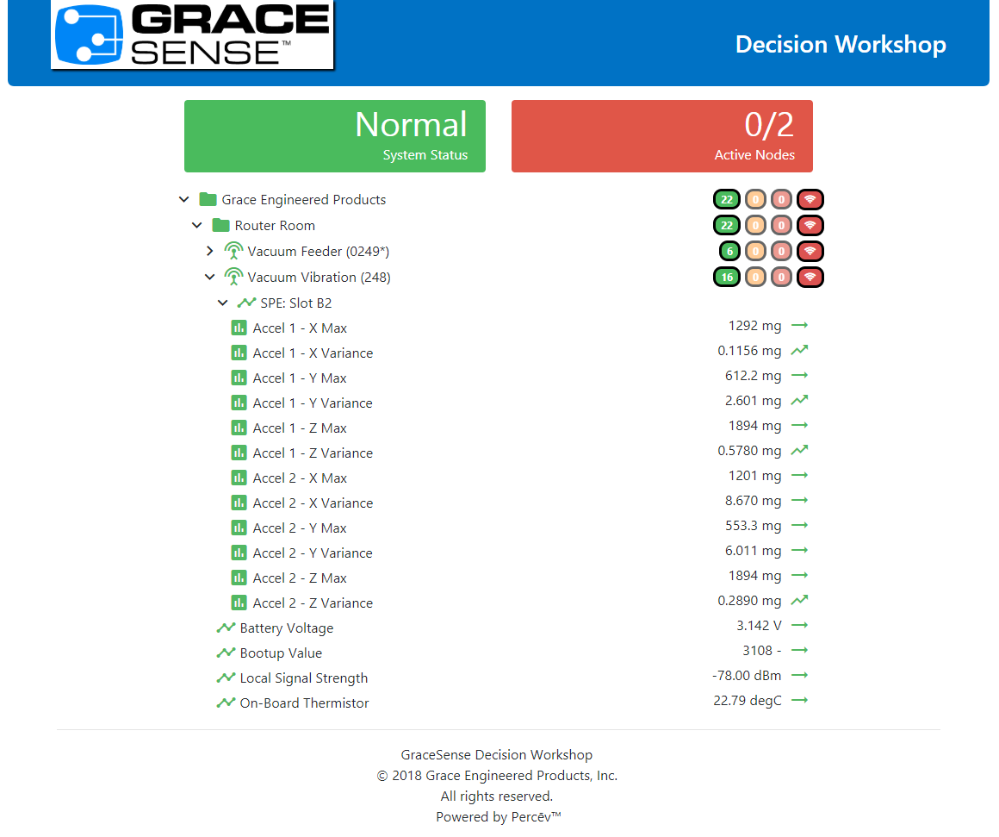 GRACE
SENSE™
Decision Workshop
Normal
System Status
0/2
Active Nodes
Grace Engineered Products 22 0 0
Router Room 22 0 0
Vacuum Feeder (0249*) 6 0 0
Vacuum Vibration (248) 16 0 0
SPE: Slot B2
Accel 1 - X Max 1292 mg
Accel 1 - X Variance 0.1156 mg
Accel 1 - Y Max 612.2 mg
Accel 1 - Y Variance 2.601 mg
Accel 1 - Z Max 1894 mg
Accel 1 - Z Variance 0.5780 mg
Accel 2 - X Max 1201 mg
Accel 2 - X Variance 8.670 mg
Accel 2 - Y Max 553.3 mg
Accel 2 - Y Variance 6.011 mg
Accel 2 - Z Max 1894 mg
Accel 2 - Z Variance 0.2890 mg
Battery Voltage 3.142 V
Bootup Value 3108 -
Local Signal Strength -78.00 dBm
On-Board Thermistor 22.79 degC
GraceSense Decision Workshop
© 2018 Grace Engineered Products, Inc.
All rights reserved.
Powered by Percēv™